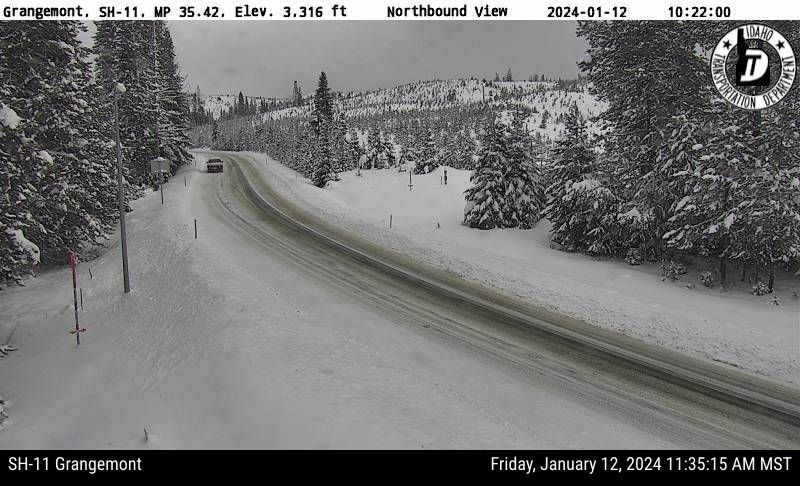 Grangemont, SH-11, MP 35.42, Elev. 3,316 ft Northbound View 2024-01-12 10:22:00
IDAHO
TRANSPORTATION DEPARTMENT
SH-11 Grangemont Friday, January 12, 2024 11:35:15 AM MST